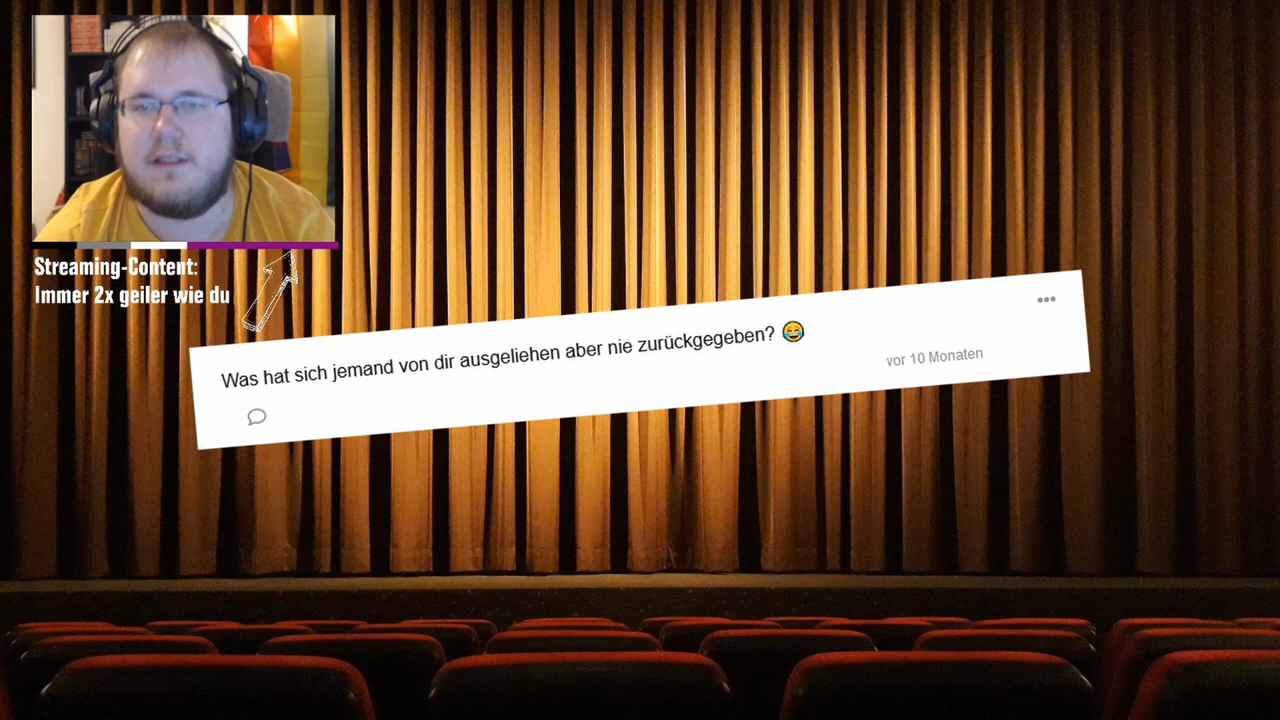 Streaming-Content:
Immer 2x geiler wie du
Was hat sich jemand von dir ausgeliehen aber nie zurückgegeben? 😂
vor 10 Monaten